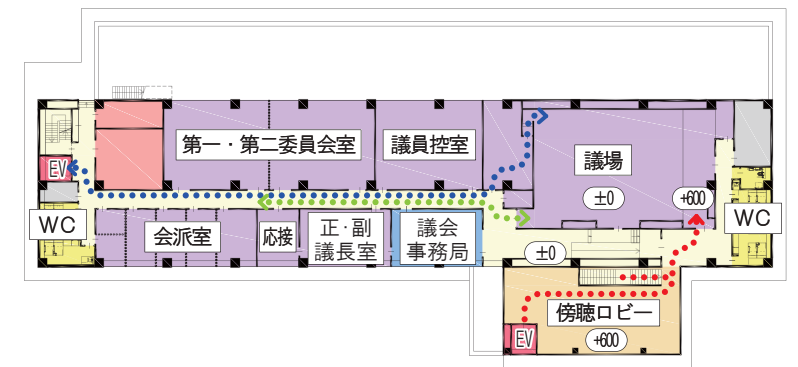 第一・第二委員会室
議員控室
議場
EV
±0
+600
WC
会派室
応接
正・副
議長室
議会
事務局
WC
±0
傍聴ロビー
EV
+600